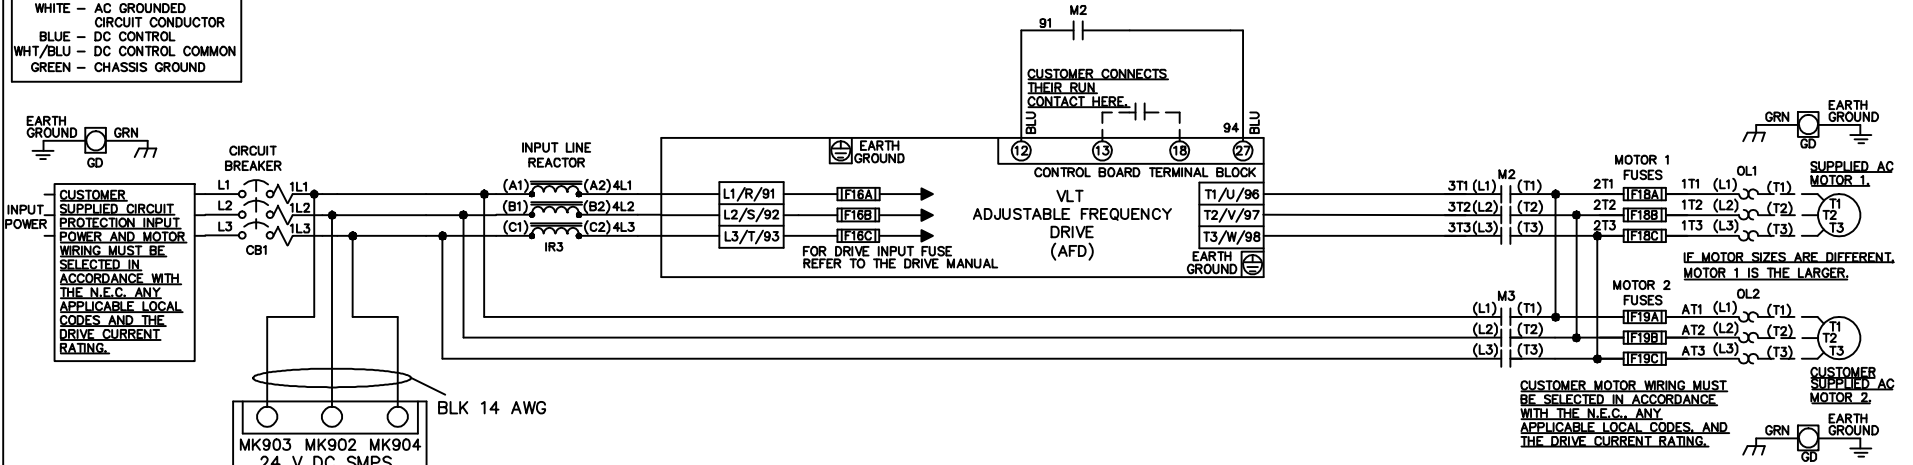 WHITE – AC GROUNDED
CIRCUIT CONDUCTOR
BLUE – DC CONTROL
WHT/BLU – DC CONTROL COMMON
GREEN – CHASSIS GROUND
EARTH
GROUND
GRN
GD
INPUT
POWER
CUSTOMER
SUPPLIED CIRCUIT
PROTECTION INPUT
POWER AND MOTOR
WIRING MUST BE
SELECTED IN
ACCORDANCE WITH
THE N.E.C. ANY
APPLICABLE LOCAL
CODES AND THE
DRIVE CURRENT
RATING.
CIRCUIT
BREAKER
L1
1L1
L2
1L2
L3
1L3
CB1
INPUT LINE
REACTOR
(A1)
(A2) 4L1
(B1)
(B2) 4L2
(C1)
(C2) 4L3
IR3
BLK 14 AWG
MK903 MK902 MK904
24 V DC SMPS
91
M2
CUSTOMER CONNECTS
THEIR RUN
CONTACT HERE.
BLU
94
BLU
12
13
18
27
CONTROL BOARD TERMINAL BLOCK
EARTH
GROUND
L1/R/91
L2/S/92
L3/T/93
F16A
F16B
F16C
FOR DRIVE INPUT FUSE
REFER TO THE DRIVE MANUAL
VLT
ADJUSTABLE FREQUENCY
DRIVE
(AFD)
T1/U/96
T2/V/97
T3/W/98
EARTH
GROUND
M2
3T1 (L1)
(T1)
3T2 (L2)
(T2)
3T3 (L3)
(T3)
M3
(L1)
(T1)
(L2)
(T2)
(L3)
(T3)
MOTOR 1
FUSES
2T1
F18A
1T1 (L1)
2T2
F18B
1T2 (L2)
2T3
F18C
1T3 (L3)
OL1
(T1)
(T2)
(T3)
T1
T2
T3
GRN
GD
EARTH
GROUND
SUPPLIED AC
MOTOR 1.
IF MOTOR SIZES ARE DIFFERENT,
MOTOR 1 IS THE LARGER.
MOTOR 2
FUSES
F19A
AT1 (L1)
F19B
AT2 (L2)
F19C
AT3 (L3)
OL2
(T1)
(T2)
(T3)
T1
T2
T3
CUSTOMER
SUPPLIED AC
MOTOR 2.
CUSTOMER MOTOR WIRING MUST
BE SELECTED IN ACCORDANCE
WITH THE N.E.C., ANY
APPLICABLE LOCAL CODES, AND
THE DRIVE CURRENT RATING.
GRN
GD
EARTH
GROUND